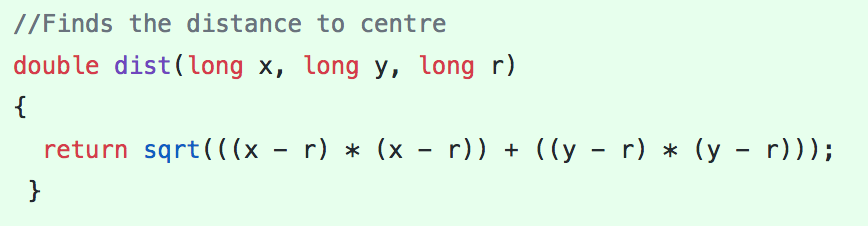 //Finds the distance to centre
double dist(long x, long y, long r)
{
  return sqrt(((x - r) * (x - r)) + ((y - r) * (y - r)));
 }